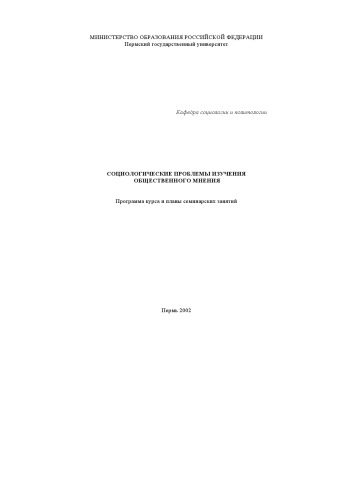 МИНИСТЕРСТВО ОБРАЗОВАНИЯ РОССИЙСКОЙ ФЕДЕРАЦИИ
Пермский государственный университет
Кафедра социологии и политологии
СОЦИОЛОГИЧЕСКИЕ ПРОБЛЕМЫ ИЗУЧЕНИЯ
ОБЩЕСТВЕННОГО МНЕНИЯ
Программа курса и планы семинарских занятий
Пермь 2002